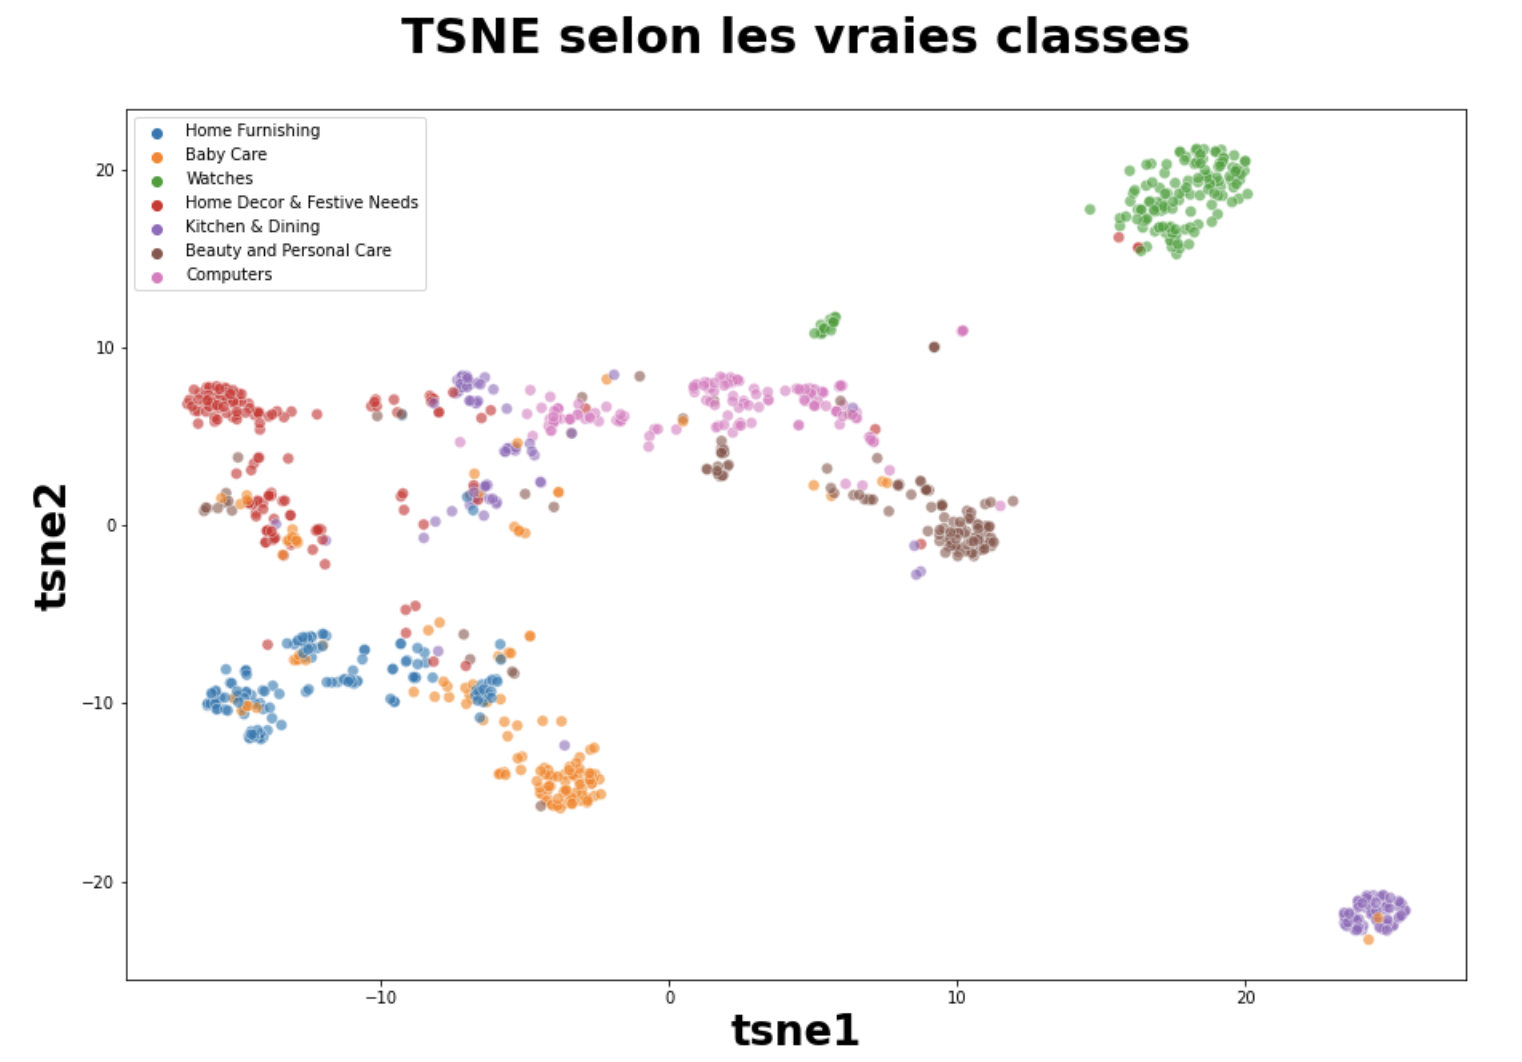 TSNE selon les vraies classes
Home Furnishing
Baby Care
Watches
Home Decor & Festive Needs
Kitchen & Dining
Beauty and Personal Care
Computers
20
10
0
−10
−20
tsne2
−10
0
10
20
tsne1